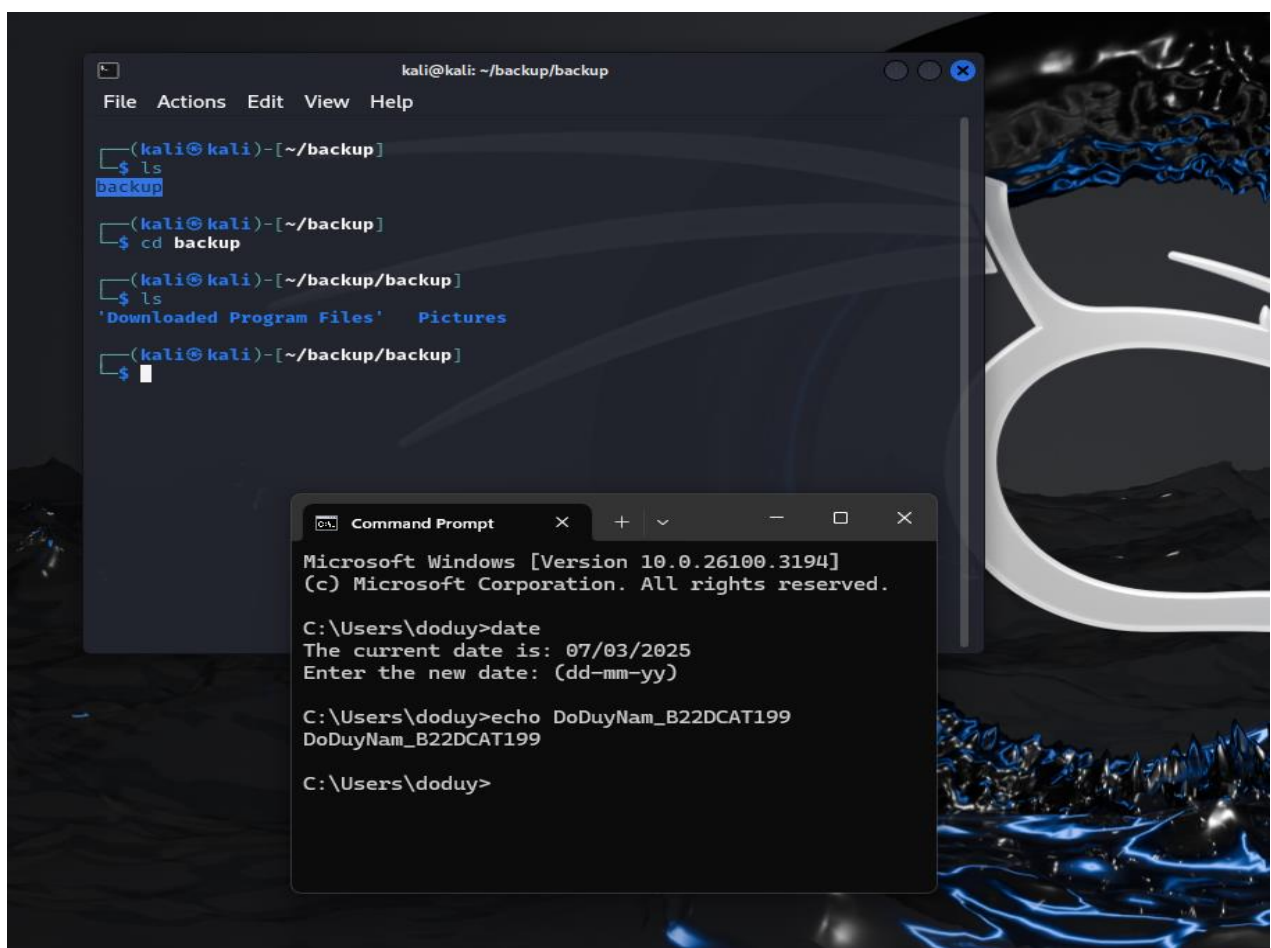 kali@kali: ~/backup/backup
File Actions Edit View Help
┌──(kali㉿kali)-[~/backup]
└─$ ls
backup
┌──(kali㉿kali)-[~/backup]
└─$ cd backup
┌──(kali㉿kali)-[~/backup/backup]
└─$ ls
'Downloaded Program Files' Pictures
┌──(kali㉿kali)-[~/backup/backup]
└─$
Command Prompt
Microsoft Windows [Version 10.0.26100.3194]
(c) Microsoft Corporation. All rights reserved.
C:\Users\doduy>date
The current date is: 07/03/2025
Enter the new date: (dd-mm-yy)
C:\Users\doduy>echo DoDuyNam_B22DCAT199
DoDuyNam_B22DCAT199
C:\Users\doduy>